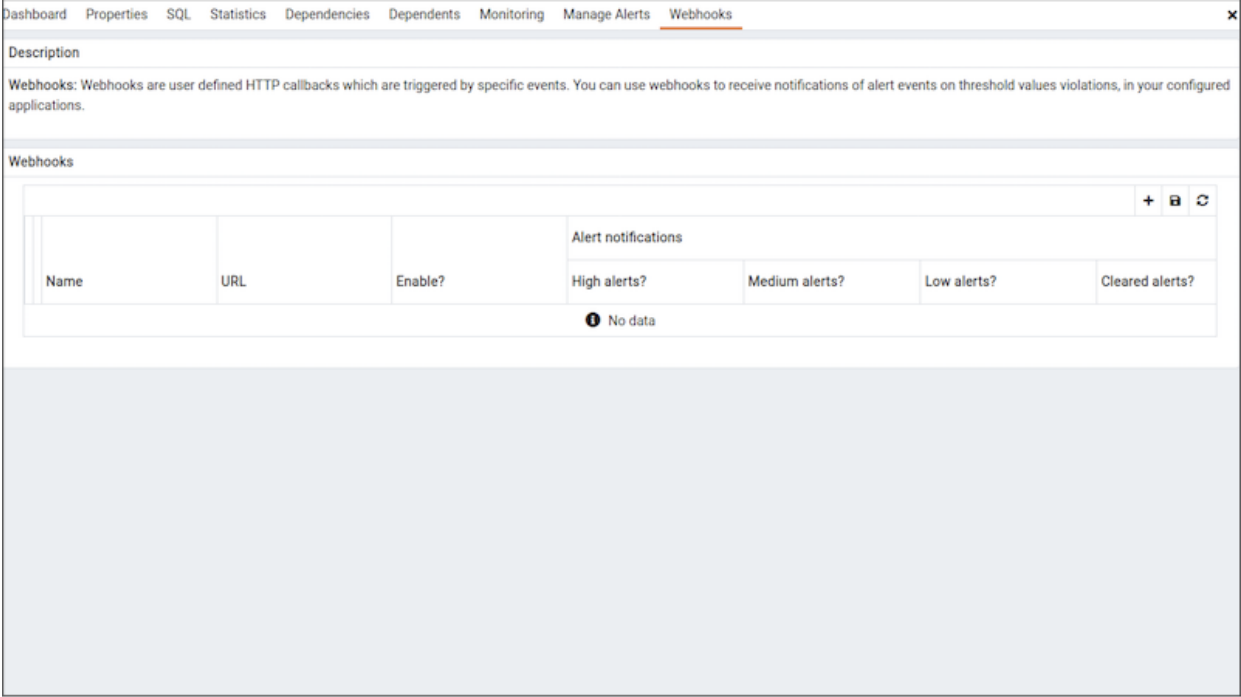 Dashboard Properties SQL Statistics Dependencies Dependents Monitoring Manage Alerts Webhooks
Description
Webhooks: Webhooks are user defined HTTP callbacks which are triggered by specific events. You can use webhooks to receive notifications of alert events on threshold values violations, in your configured
applications.
Webhooks
Alert notifications
Name URL Enable? High alerts? Medium alerts? Low alerts? Cleared alerts?
No data